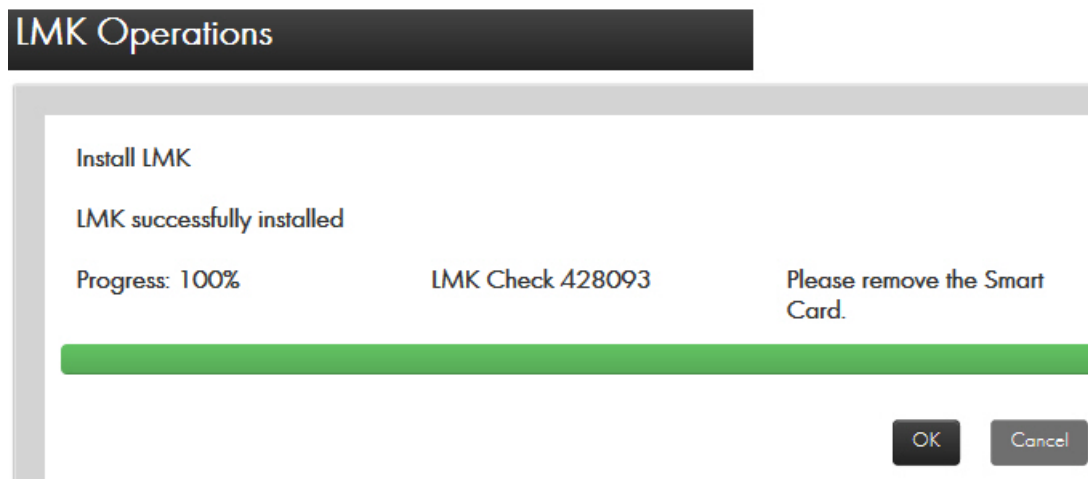 LMK Operations
Install LMK
LMK successfully installed
Progress: 100%
LMK Check 428093
Please remove the Smart
Card.
OK
Cancel